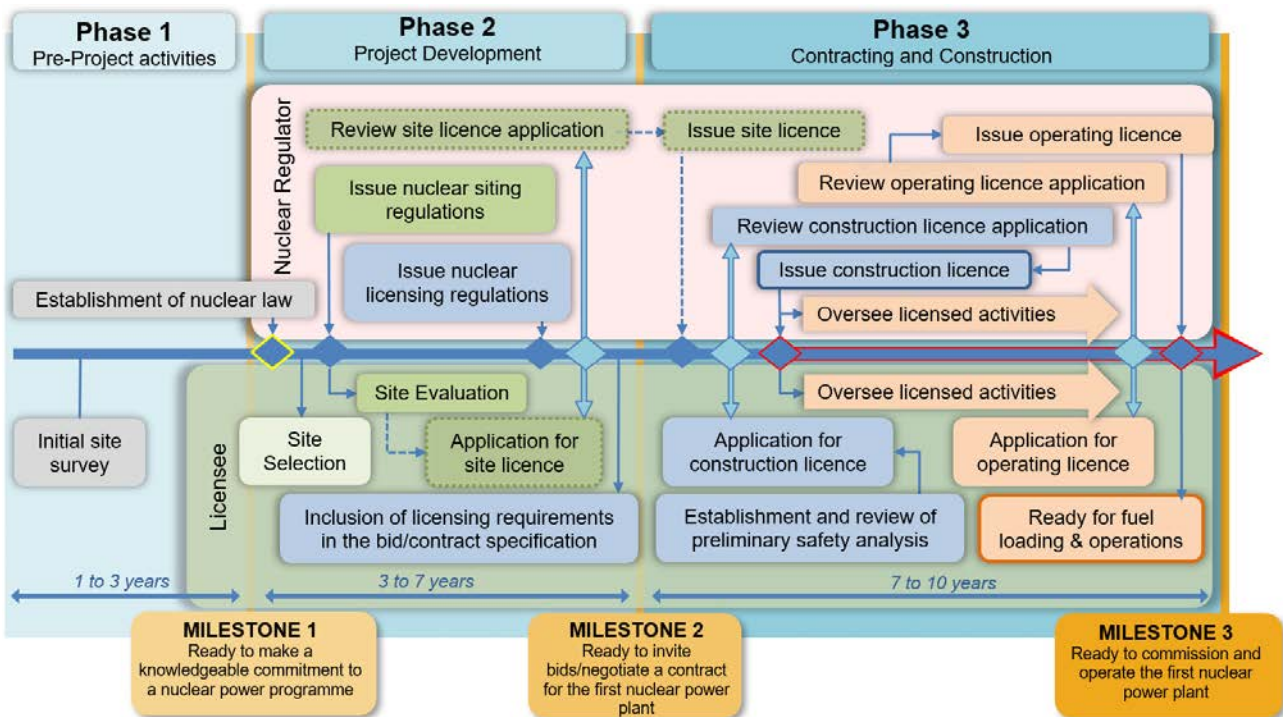 Phase 1
Pre-Project activities
Phase 2
Project Development
Phase 3
Contracting and Construction
Nuclear Regulator
Review site licence application
Issue site licence
Issue operating licence
Issue nuclear siting
regulations
Review operating licence application
Review construction licence application
Issue nuclear
licensing regulations
Issue construction licence
Establishment of nuclear law
Oversee licensed activities
Licensee
Site Evaluation
Oversee licensed activities
Initial site
survey
Site
Selection
Application for
site licence
Application for
construction licence
Application for
operating licence
Inclusion of licensing requirements
in the bid/contract specification
Establishment and review of
preliminary safety analysis
Ready for fuel
loading & operations
1 to 3 years
3 to 7 years
7 to 10 years
MILESTONE 1
Ready to make a
knowledgeable commitment to
a nuclear power programme
MILESTONE 2
Ready to invite
bids/negotiate a contract
for the first nuclear power
plant
MILESTONE 3
Ready to commission and
operate the first nuclear
power plant